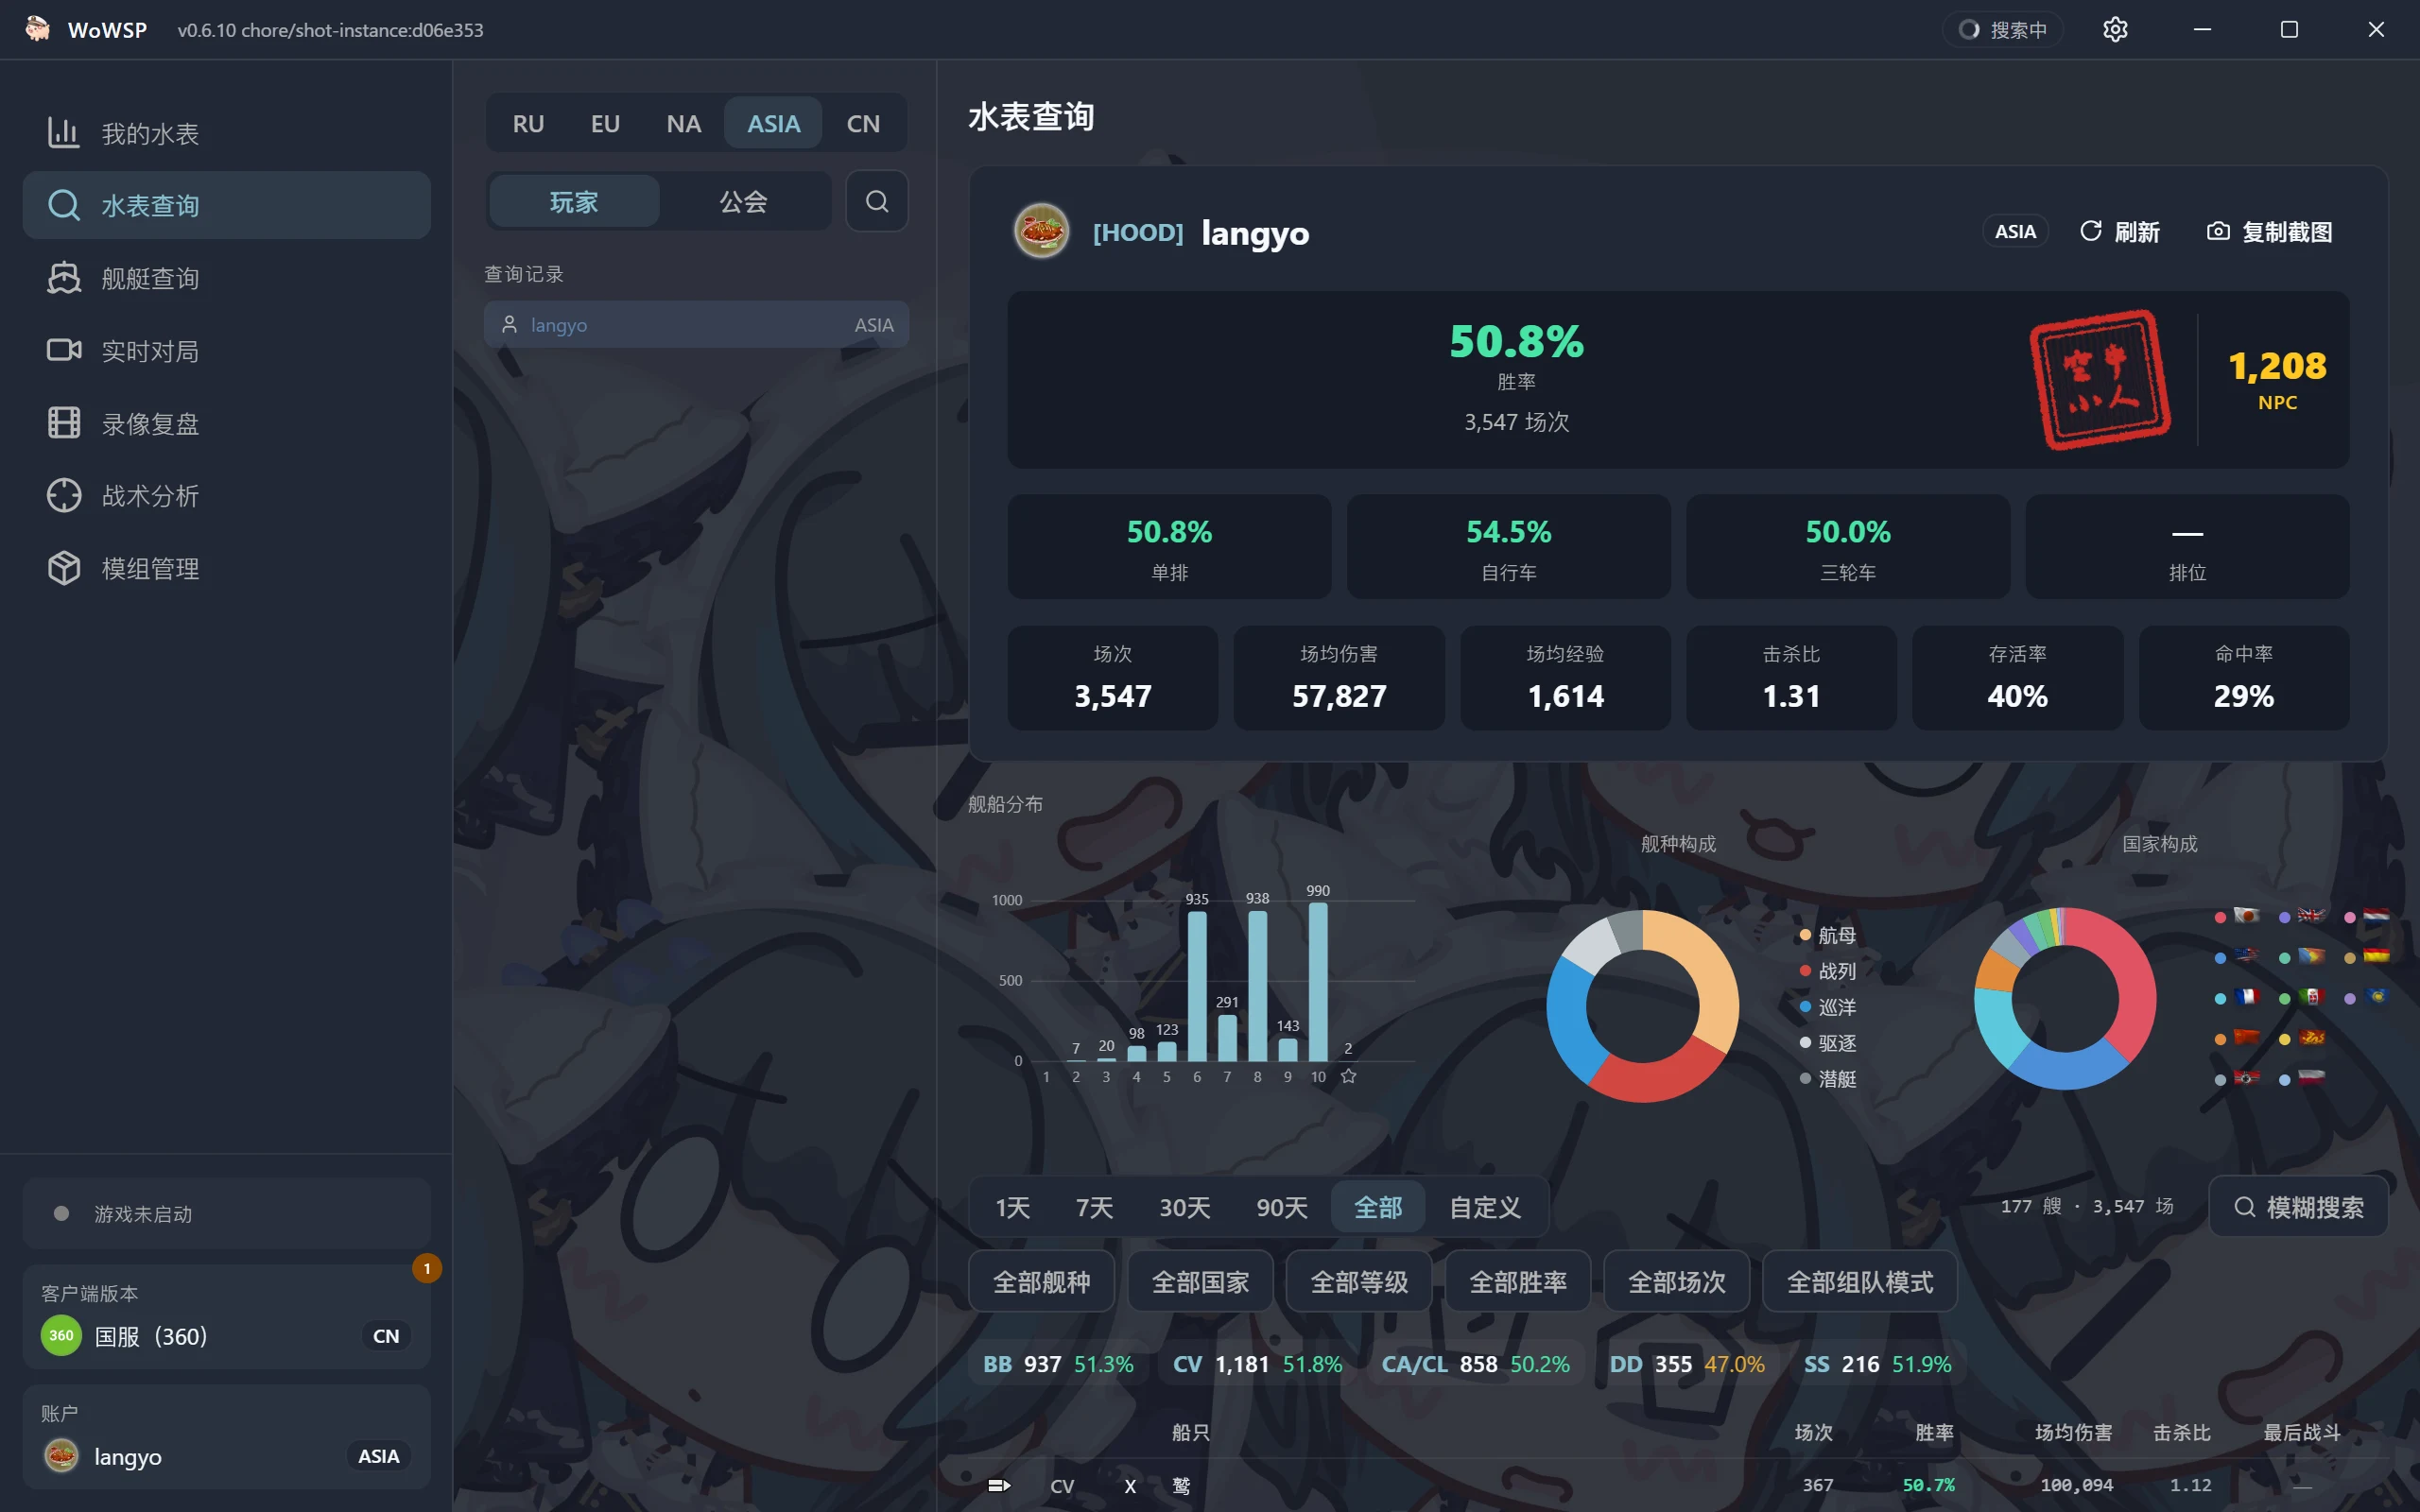 WoWSP v0.6.10 chore/shot-instance:d06e353 搜索中
我的水表
水表查询
舰艇查询
实时对局
录像复盘
战术分析
模组管理
游戏未启动
1
客户端版本
360 国服（360） CN
账户
langyo ASIA
RU EU NA ASIA CN
玩家 公会
查询记录
langyo ASIA
水表查询
[HOOD] langyo ASIA 刷新 复制截图
50.8%
胜率
3,547 场次
1,208
NPC
50.8% 54.5% 50.0% —
单排 自行车 三轮车 排位
场次 场均伤害 场均经验 击杀比 存活率 命中率
3,547 57,827 1,614 1.31 40% 29%
舰船分布
1000
500
0
7 20 98 123 935 291 938 143 990 2
1 2 3 4 5 6 7 8 9 10
舰种构成
航母
战列
巡洋
驱逐
潜艇
国家构成
1天 7天 30天 90天 全部 自定义 177 艘 · 3,547 场 模糊搜索
全部舰种 全部国家 全部等级 全部胜率 全部场次 全部组队模式
BB 937 51.3% CV 1,181 51.8% CA/CL 858 50.2% DD 355 47.0% SS 216 51.9%
船只 场次 胜率 场均伤害 击杀比 最后战斗
CV X 鹫 367 50.7% 100,094 1.12 —